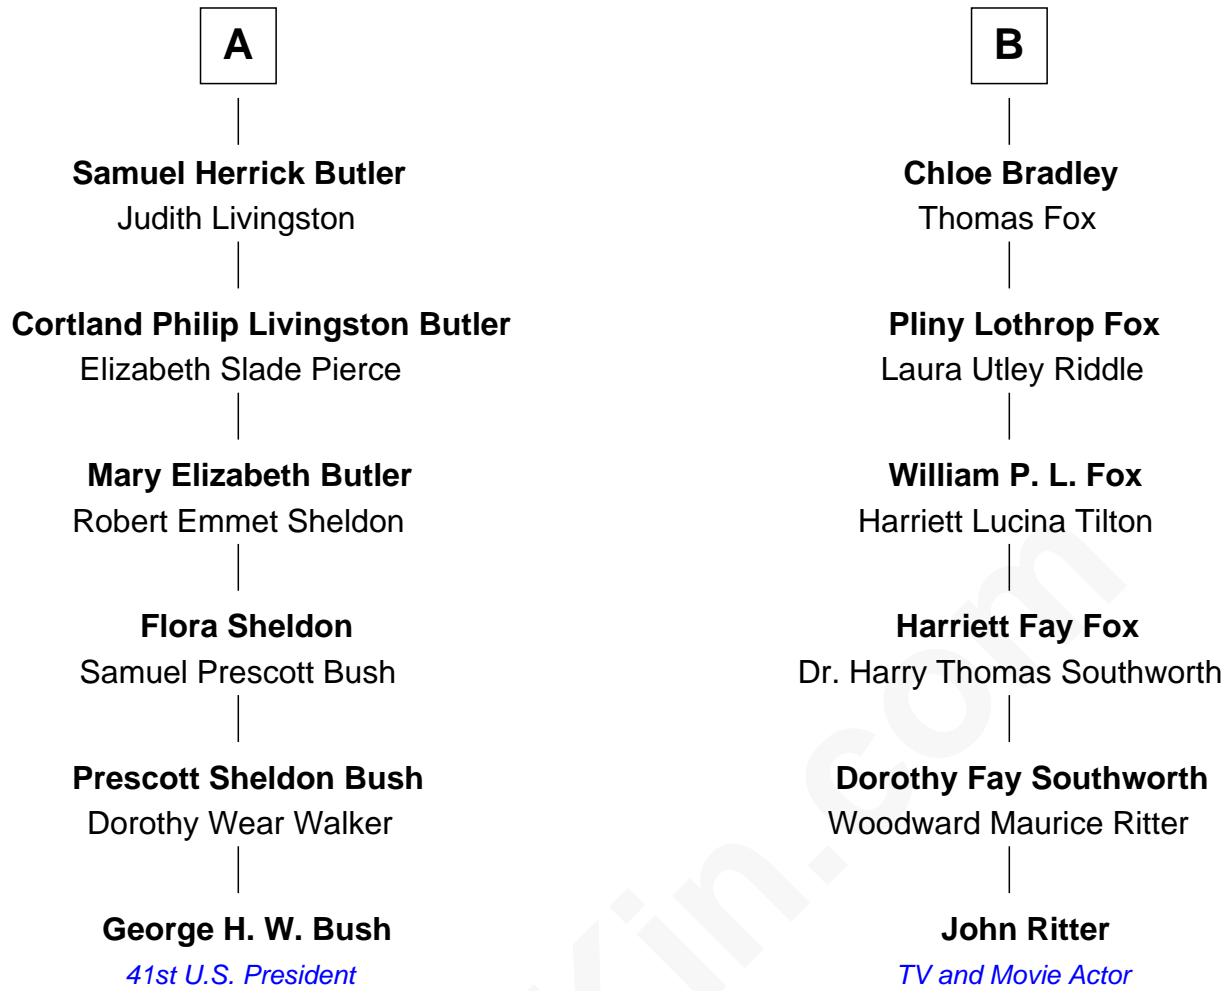 A
Samuel Herrick Butler
Judith Livingston
Cortland Philip Livingston Butler
Elizabeth Slade Pierce
Mary Elizabeth Butler
Robert Emmet Sheldon
Flora Sheldon
Samuel Prescott Bush
Prescott Sheldon Bush
Dorothy Wear Walker
George H. W. Bush
41st U.S. President
B
Chloe Bradley
Thomas Fox
Pliny Lothrop Fox
Laura Utley Riddle
William P. L. Fox
Harriett Lucina Tilton
Harriett Fay Fox
Dr. Harry Thomas Southworth
Dorothy Fay Southworth
Woodward Maurice Ritter
John Ritter
TV and Movie Actor